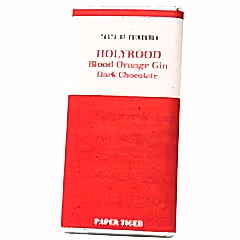 HOLYROOD
Blood Orange Gin
Dark Chocolate
PAPER TIGER